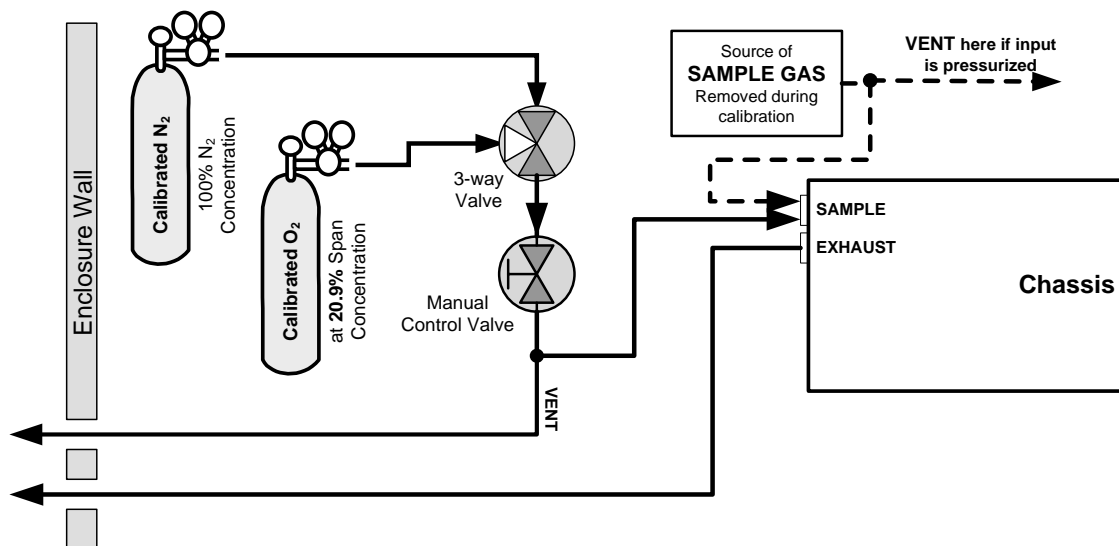 Enclosure Wall
Calibrated N₂
100% N₂
Concentration
Calibrated O₂
at 20.9% Span
Concentration
3-way
Valve
Manual
Control Valve
VENT
Source of
SAMPLE GAS
Removed during
calibration
VENT here if input
is pressurized
SAMPLE
EXHAUST
Chassis